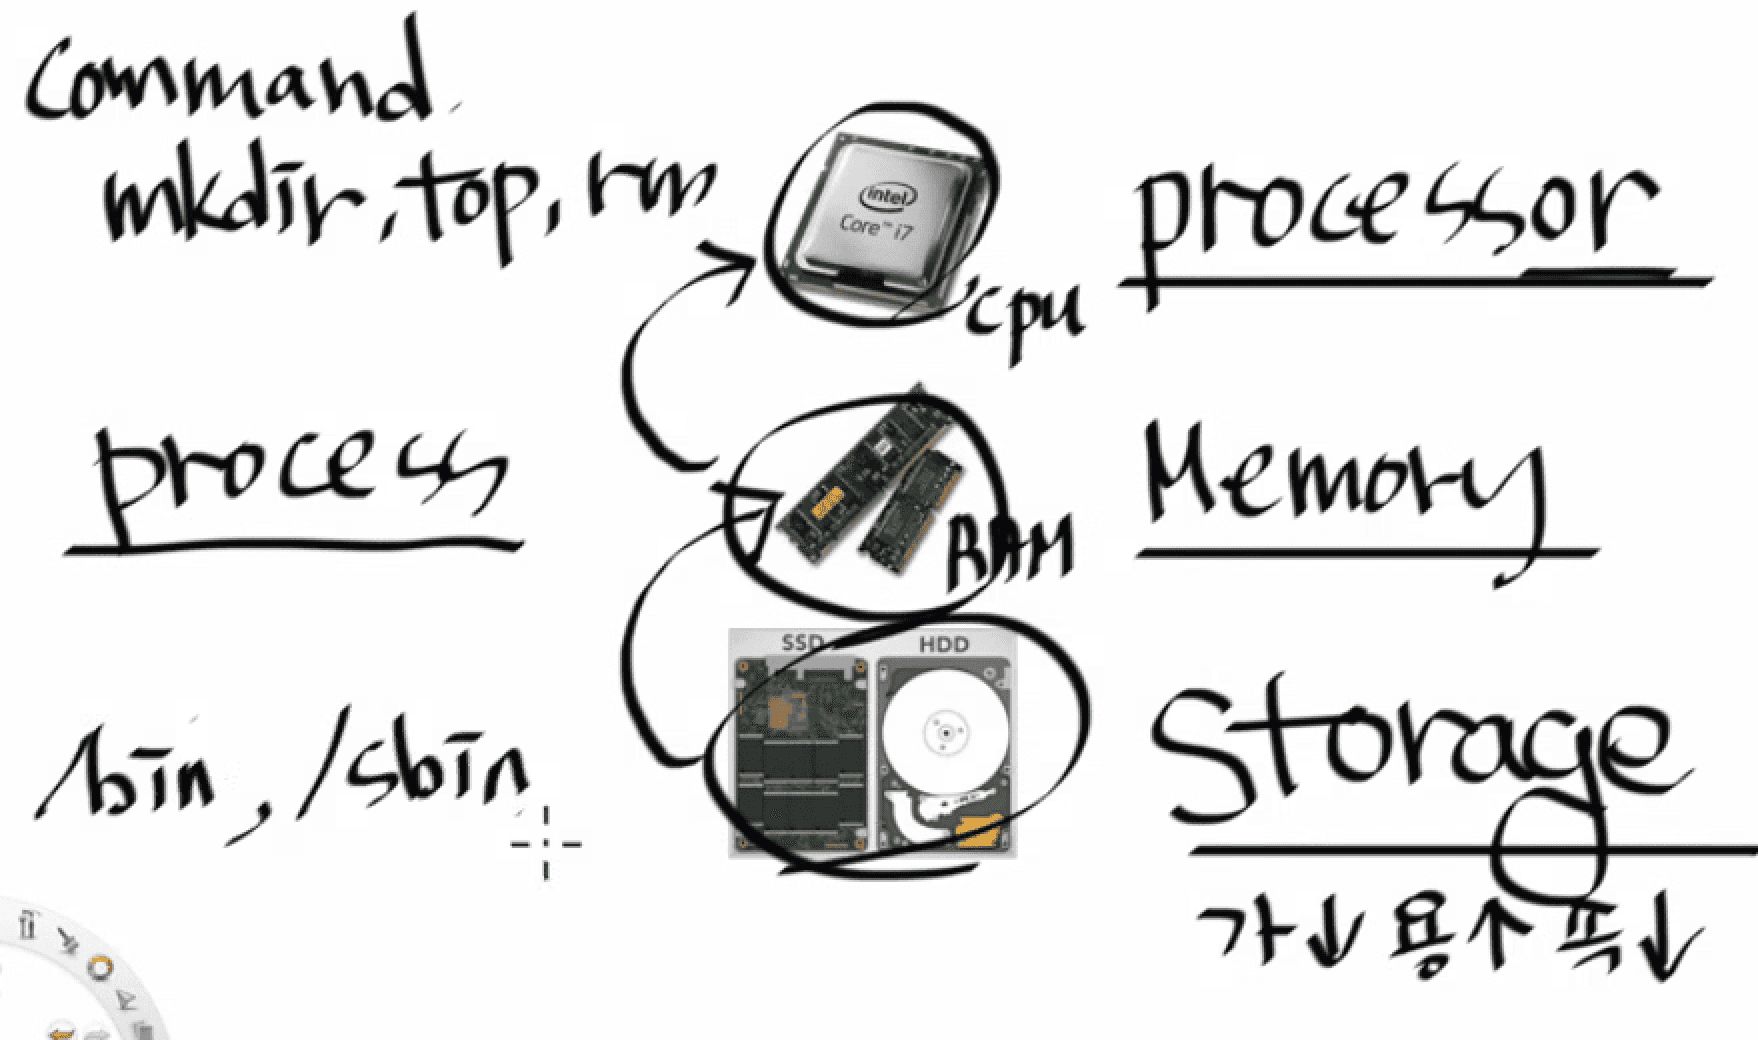 Command
mkdir, top, rm
intel
Core™ i7
cpu
processor
process
RAM
Memory
SSD
HDD
/bin, /sbin
Storage
가↓ 용↑ 폭↓